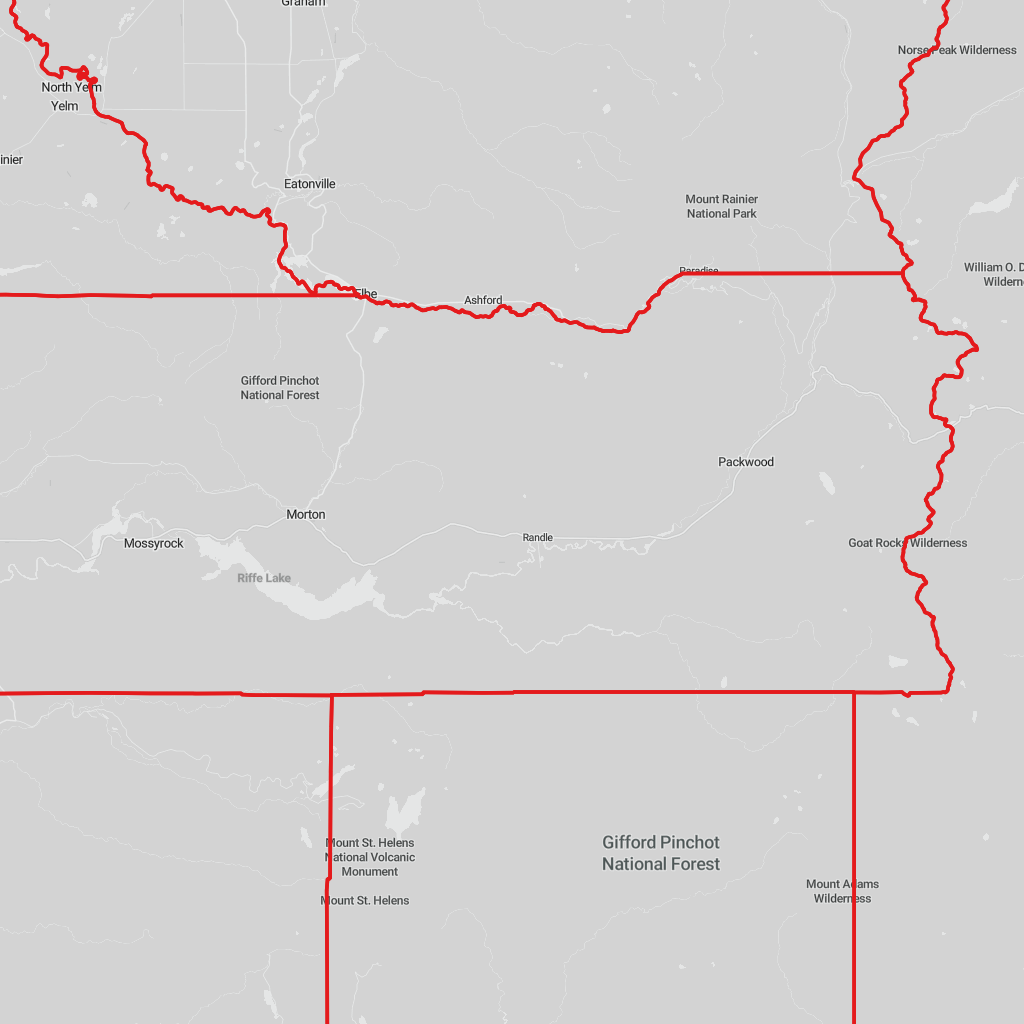 Graham
Norse Peak Wilderness
North Yelm
Yelm
inier
Eatonville
Mount Rainier
National Park
Paradise
William O. D
Wilderne
Elbe
Ashford
Gifford Pinchot
National Forest
Packwood
Morton
Mossyrock
Randle
Goat Rocks Wilderness
Riffe Lake
Mount St. Helens
National Volcanic
Monument
Gifford Pinchot
National Forest
Mount Adams
Wilderness
Mount St. Helens